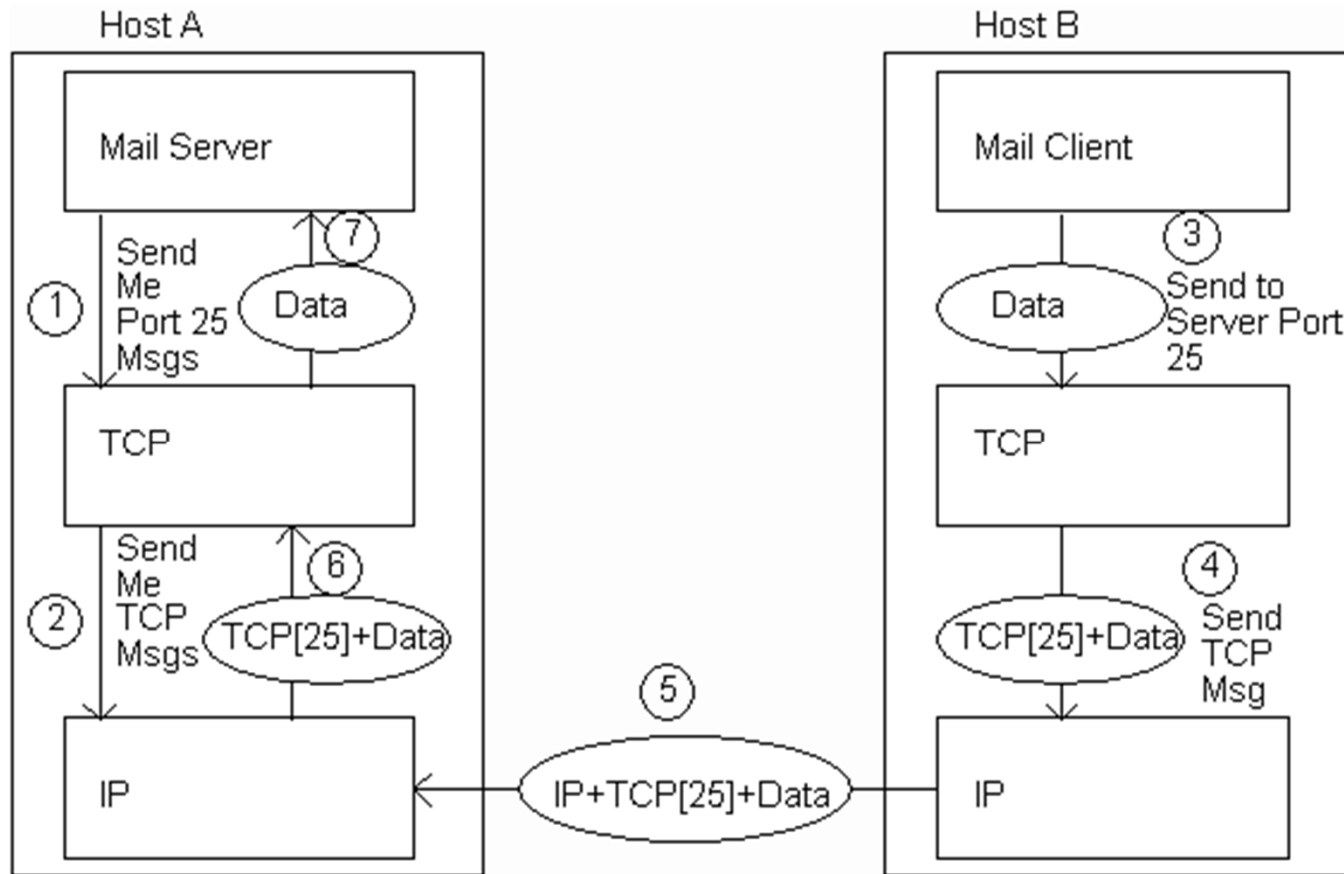 Host A
Host B
Mail Server
Mail Client
1
Send
Me
Port 25
Msgs
7
Data
3
Data
Send to
Server Port
25
TCP
TCP
2
Send
Me
TCP
Msgs
6
TCP[25]+Data
4
TCP[25]+Data
Send
TCP
Msg
5
IP
IP+TCP[25]+Data
IP